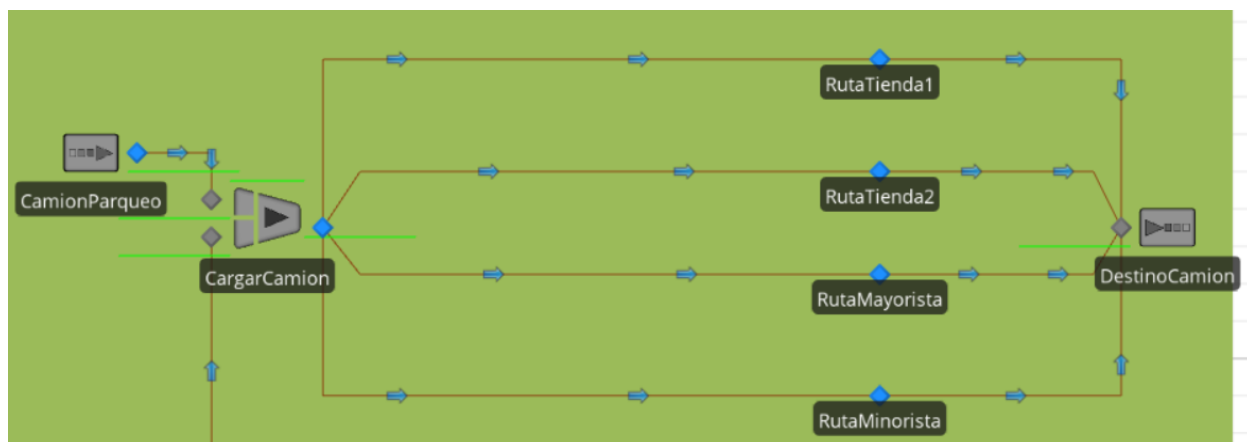 RutaTienda1
CamionParqueo
RutaTienda2
CargarCamion
DestinoCamion
RutaMayorista
RutaMinorista